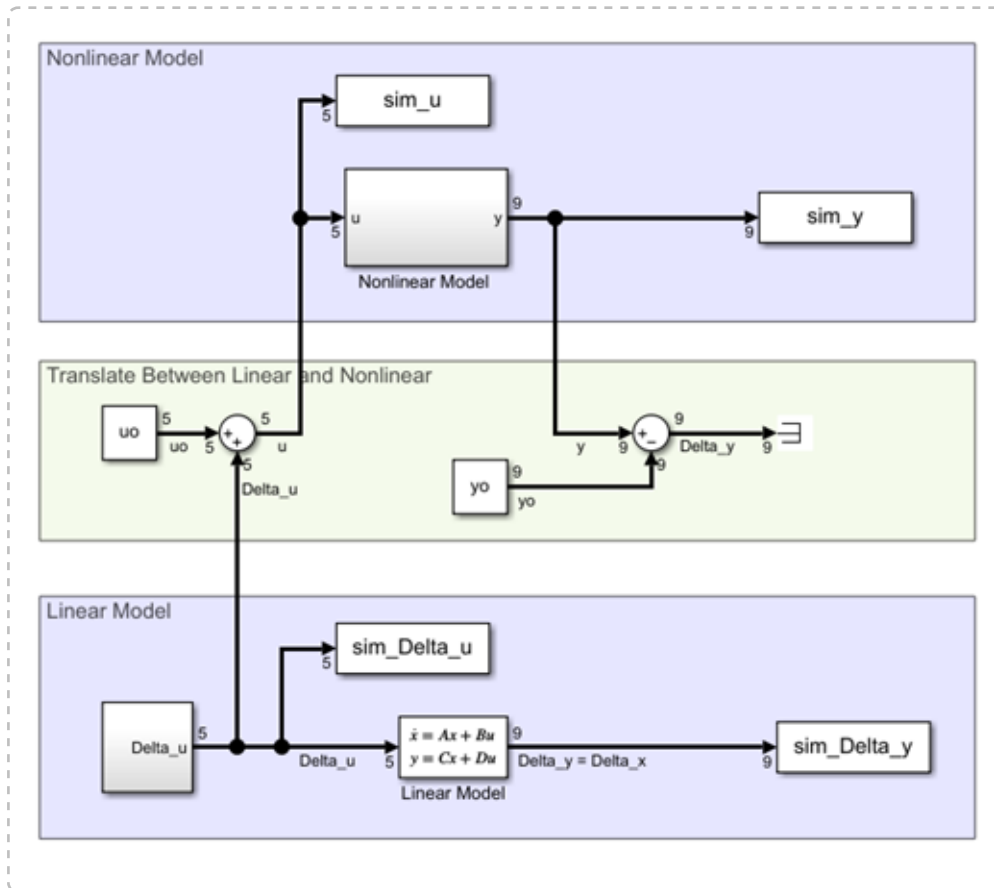 Nonlinear Model
sim_u
5
u
5
y
9
sim_y
9
Nonlinear Model
Translate Between Linear and Nonlinear
uo
5
uo
5
+
+
5
u
5
Delta_u
y
9
+
−
9
Delta_y
9
yo
9
yo
9
Linear Model
sim_Delta_u
5
Delta_u
5
Delta_u
5
ẋ = Ax + Bu
y = Cx + Du
9
Delta_y = Delta_x
9
sim_Delta_y
Linear Model